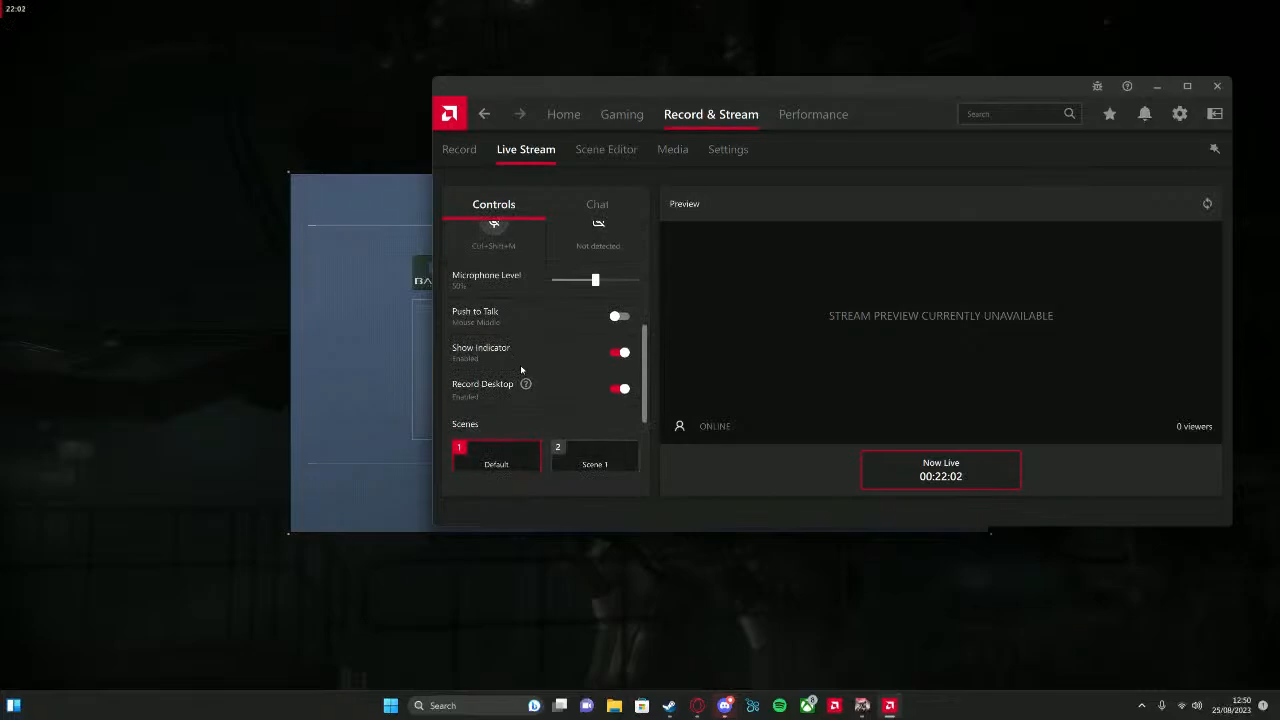 22:02
Home
Gaming
Record & Stream
Performance
Search
Record
Live Stream
Scene Editor
Media
Settings
Controls
Chat
Preview
Ctrl+Shift+M
Not detected
Microphone Level
50%
Push to Talk
Mouse Middle
Show Indicator
Enabled
Record Desktop ?
Enabled
Scenes
1
Default
2
Scene 1
BA
STREAM PREVIEW CURRENTLY UNAVAILABLE
ONLINE
0 viewers
Now Live
00:22:02
Search
12:50
25/08/2023